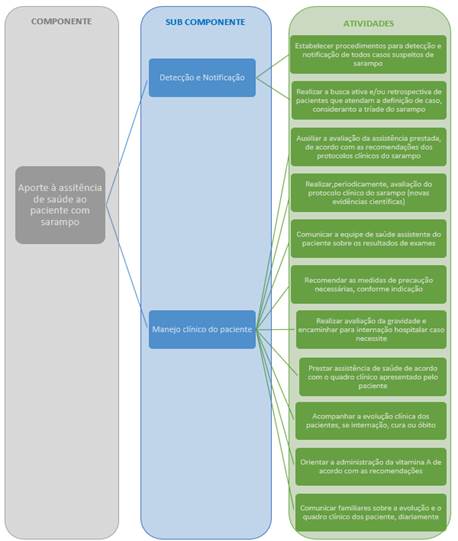 COMPONENTE
SUB COMPONENTE
ATIVIDADES
Aporte à assitência
de saúde ao
paciente com
sarampo
Detecção e Notificação
Manejo clínico do paciente
Estabelecer procedimentos para detecção e
notificação de todos casos suspeitos de
sarampo
Realizar a busca ativa e/ou retrospectiva de
pacientes que atendam a definição de caso,
consideranto a tríade do sarampo
Auxiliar a avaliação da assistência prestada,
de acordo com as recomendações dos
protocolos clínicos do sarampo
Realizar,periodicamente, avaliação do
protocolo clínico do sarampo (novas
evidências científicas)
Comunicar a equipe de saúde assistente do
paciente sobre os resultados de exames
Recomendar as medidas de precaução
necessárias, conforme indicação
Realizar avaliação da gravidade e
encaminhar para internação hospitalar caso
necessite
Prestar assistência de saúde de acordo
com o quadro clínico apresentado pelo
paciente
Acompanhar a evolução clínica dos
pacientes, se internação, cura ou óbito
Orientar a administração da vitamina A de
acordo com as recomendações
Comunicar familiares sobre a evolução e o
quadro clínico dos paciente, diariamente